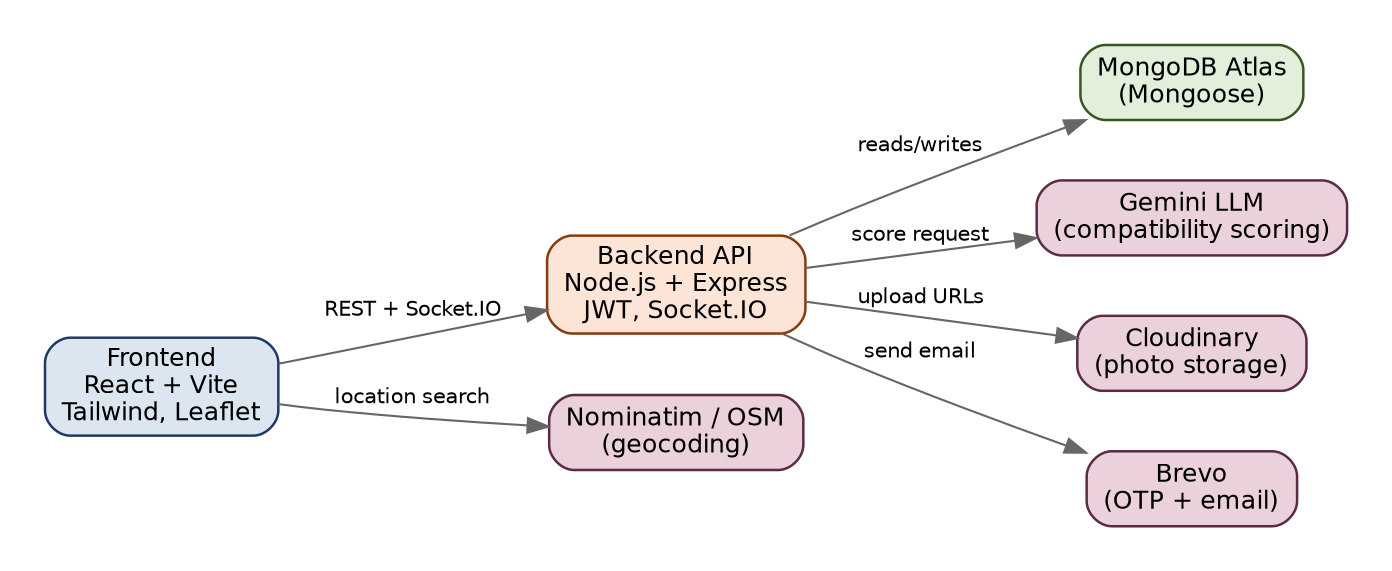 Frontend
React + Vite
Tailwind, Leaflet
REST + Socket.IO
location search
Backend API
Node.js + Express
JWT, Socket.IO
Nominatim / OSM
(geocoding)
reads/writes
score request
upload URLs
send email
MongoDB Atlas
(Mongoose)
Gemini LLM
(compatibility scoring)
Cloudinary
(photo storage)
Brevo
(OTP + email)